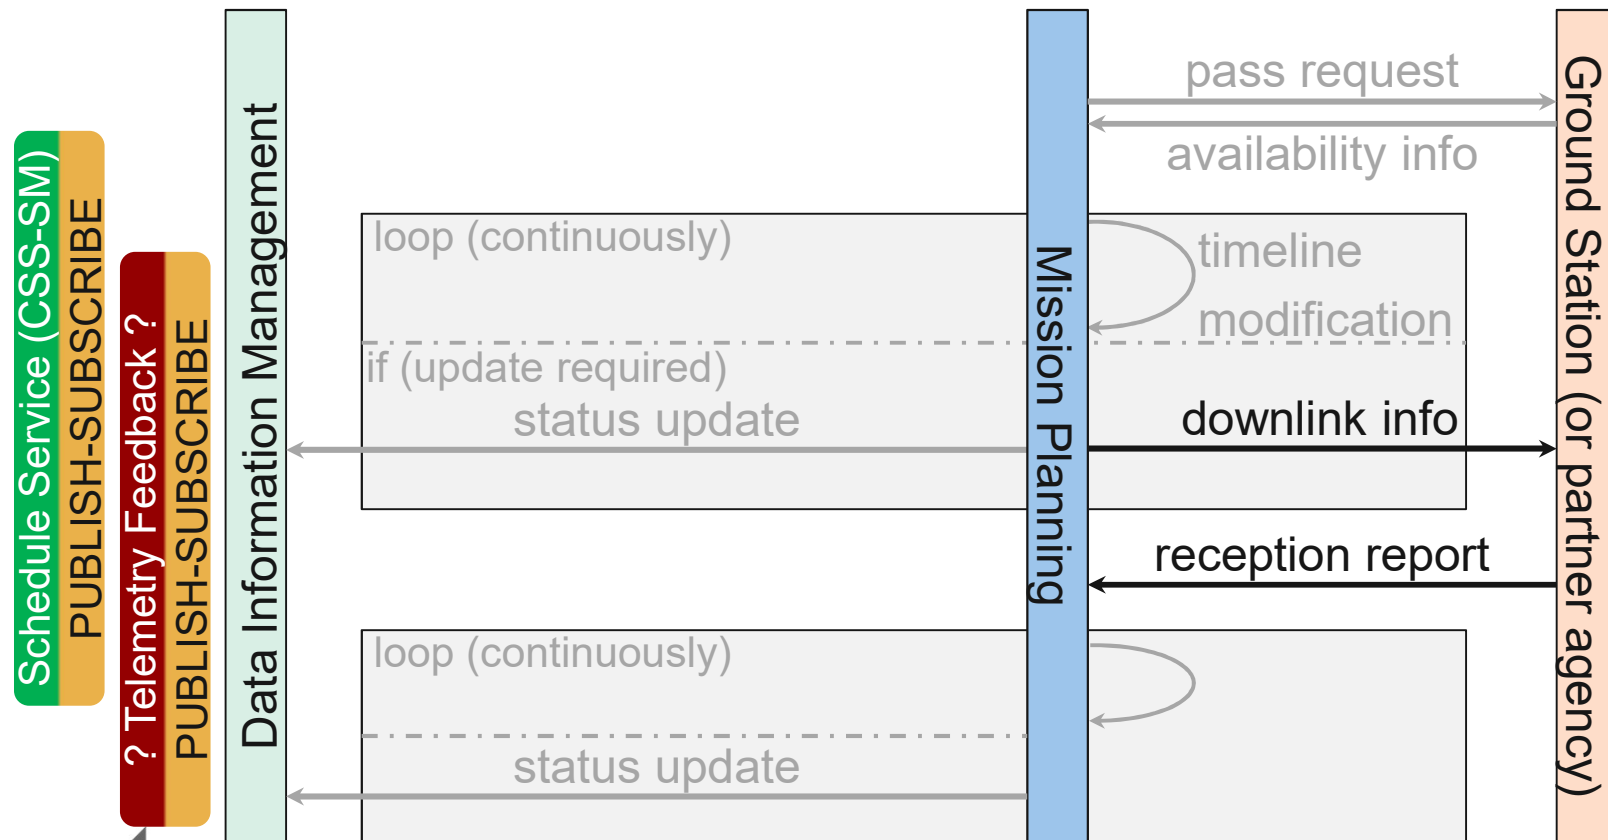 Schedule Service (CSS-SM)
PUBLISH-SUBSCRIBE
? Telemetry Feedback ?
PUBLISH-SUBSCRIBE
Data Information Management
Mission Planning
Ground Station (or partner agency)
pass request
availability info
loop (continuously)
timeline
modification
if (update required)
status update
downlink info
reception report
loop (continuously)
status update